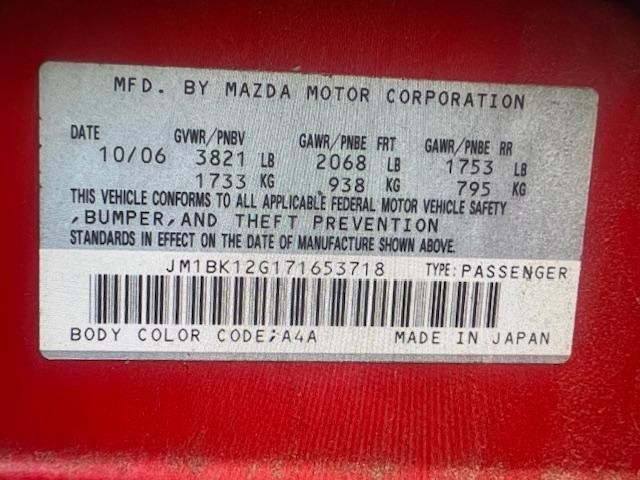 MFD. BY MAZDA MOTOR CORPORATION
DATE GVWR/PNBV GAWR/PNBE FRT GAWR/PNBE RR
10/06 3821 LB 2068 LB 1753 LB
1733 KG 938 KG 795 KG
THIS VEHICLE CONFORMS TO ALL APPLICABLE FEDERAL MOTOR VEHICLE SAFETY
,BUMPER,AND THEFT PREVENTION
STANDARDS IN EFFECT ON THE DATE OF MANUFACTURE SHOWN ABOVE.
JM1BK12G171653718 TYPE:PASSENGER
BODY COLOR CODE;A4A MADE IN JAPAN